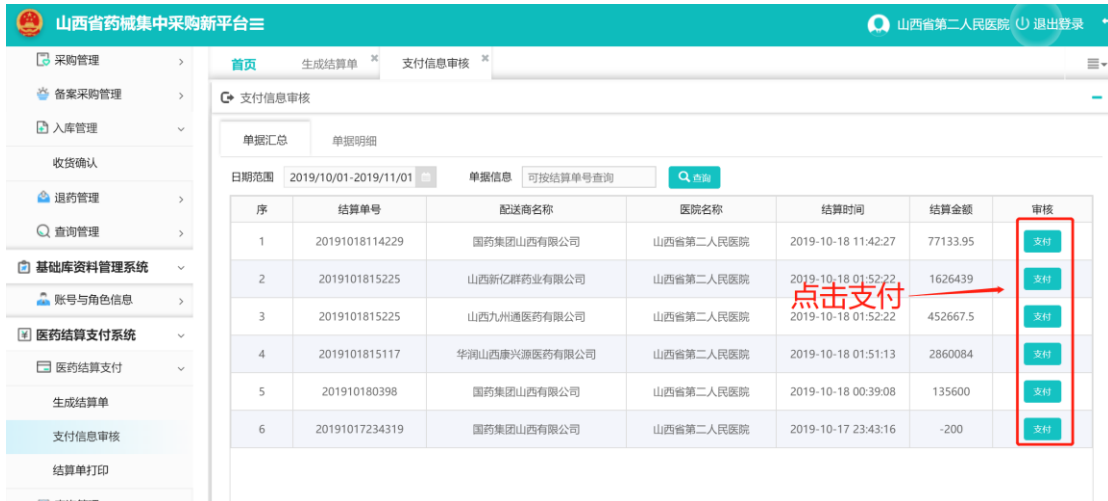 山西省药械集中采购新平台
山西省第二人民医院 退出登录
采购管理
备案采购管理
入库管理
收货确认
退药管理
查询管理
基础库资料管理系统
账号与角色信息
医药结算支付系统
医药结算支付
生成结算单
支付信息审核
结算单打印
首页 生成结算单 支付信息审核
支付信息审核
单据汇总 单据明细
日期范围 2019/10/01-2019/11/01 单据信息 可按结算单号查询 查询
序 结算单号 配送商名称 医院名称 结算时间 结算金额 审核
1 20191018114229 国药集团山西有限公司 山西省第二人民医院 2019-10-18 11:42:27 77133.95 支付
2 2019101815225 山西新亿群药业有限公司 山西省第二人民医院 2019-10-18 01:52:22 1626439 支付
点击支付
3 2019101815225 山西九州通医药有限公司 山西省第二人民医院 2019-10-18 01:52:22 452667.5 支付
4 2019101815117 华润山西康兴源医药有限公司 山西省第二人民医院 2019-10-18 01:51:13 2860084 支付
5 201910180398 国药集团山西有限公司 山西省第二人民医院 2019-10-18 00:39:08 135600 支付
6 20191017234319 国药集团山西有限公司 山西省第二人民医院 2019-10-17 23:43:16 -200 支付